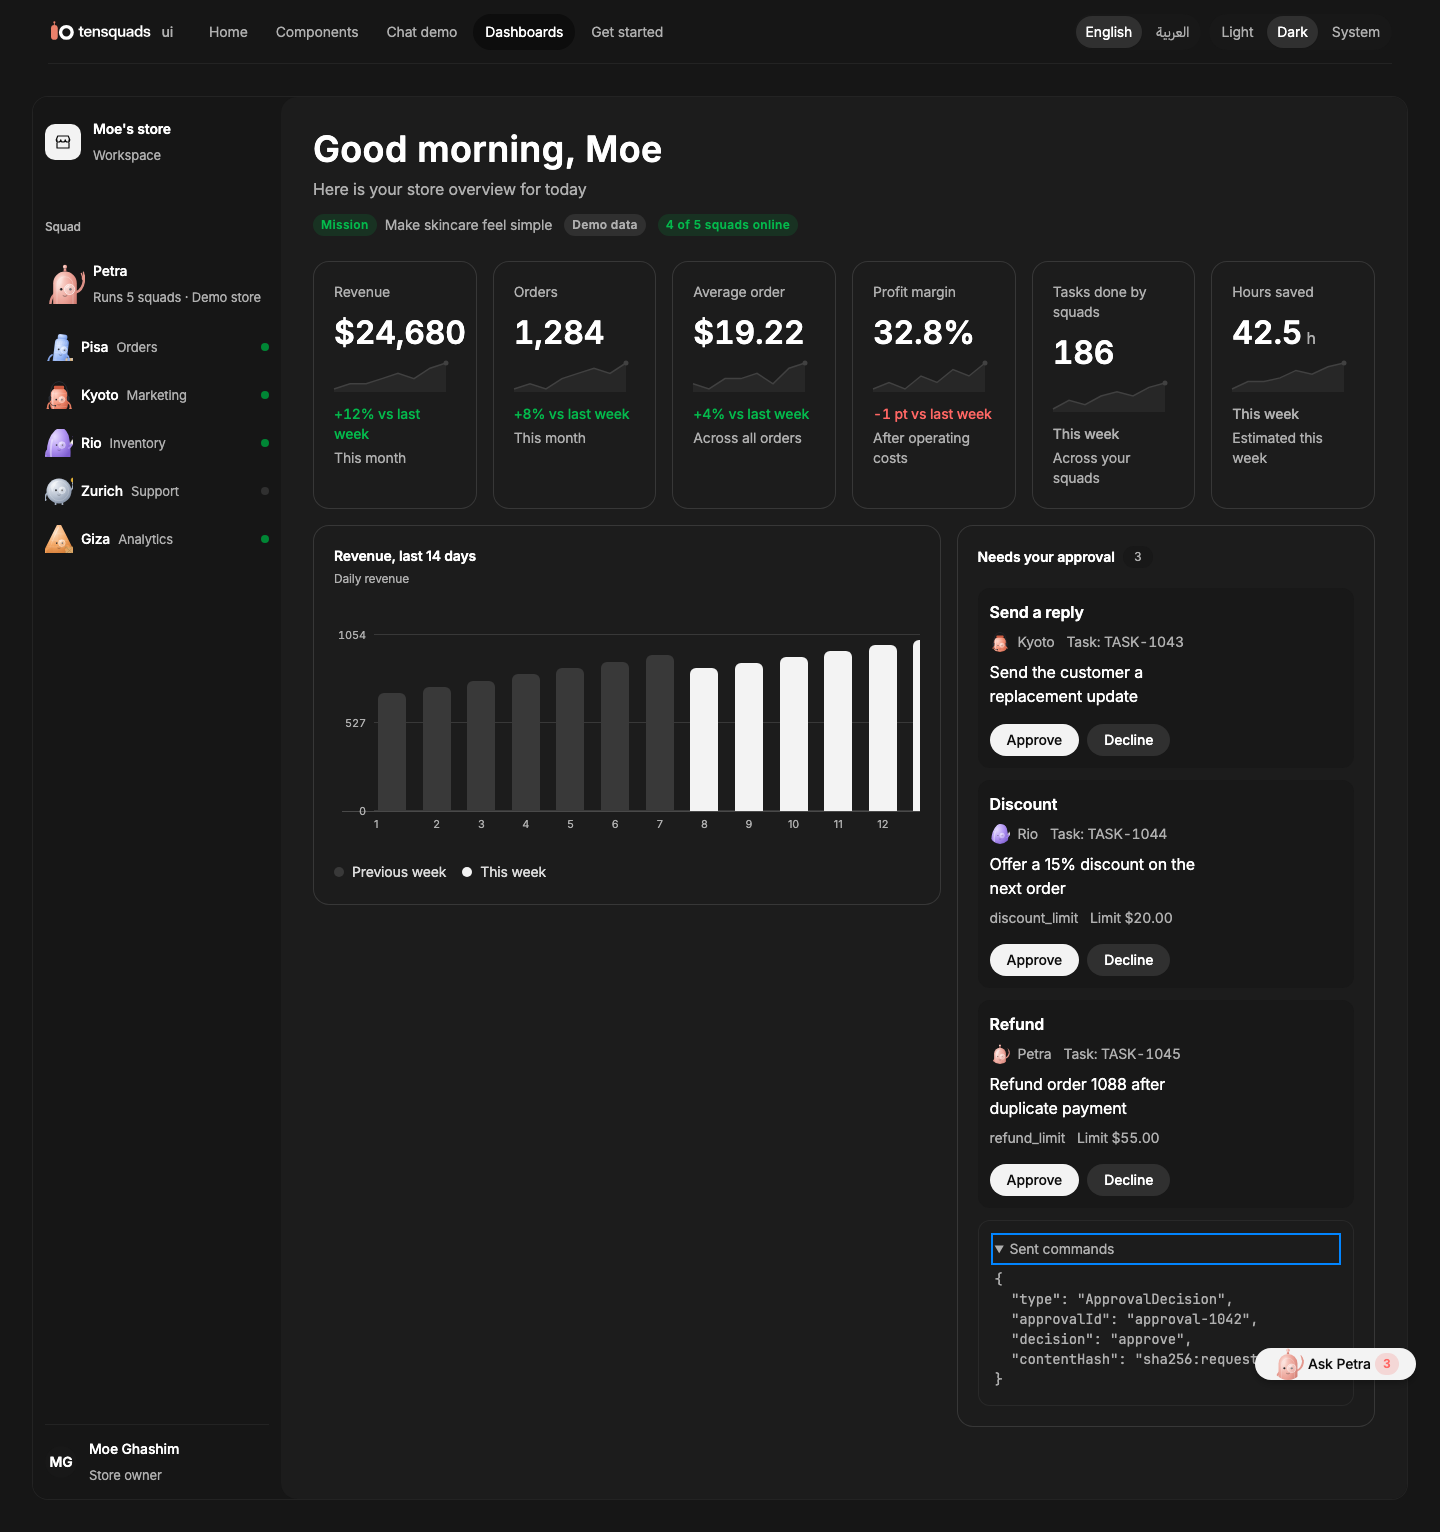 tensquads ui
Home
Components
Chat demo
Dashboards
Get started
English
العربية
Light
Dark
System
Moe's store
Workspace
Squad
Petra
Runs 5 squads · Demo store
Pisa Orders
Kyoto Marketing
Rio Inventory
Zurich Support
Giza Analytics
MG
Moe Ghashim
Store owner
Good morning, Moe
Here is your store overview for today
Mission Make skincare feel simple Demo data 4 of 5 squads online
Revenue
$24,680
+12% vs last
week
This month
Orders
1,284
+8% vs last week
This month
Average order
$19.22
+4% vs last week
Across all orders
Profit margin
32.8%
-1 pt vs last week
After operating
costs
Tasks done by
squads
186
This week
Across your
squads
Hours saved
42.5 h
This week
Estimated this
week
Revenue, last 14 days
Daily revenue
1054
527
0
1 2 3 4 5 6 7 8 9 10 11 12
Previous week This week
Needs your approval 3
Send a reply
Kyoto Task: TASK-1043
Send the customer a
replacement update
Approve Decline
Discount
Rio Task: TASK-1044
Offer a 15% discount on the
next order
discount_limit Limit $20.00
Approve Decline
Refund
Petra Task: TASK-1045
Refund order 1088 after
duplicate payment
refund_limit Limit $55.00
Approve Decline
▼ Sent commands
{
"type": "ApprovalDecision",
"approvalId": "approval-1042",
"decision": "approve",
"contentHash": "sha256:request
}
Ask Petra 3